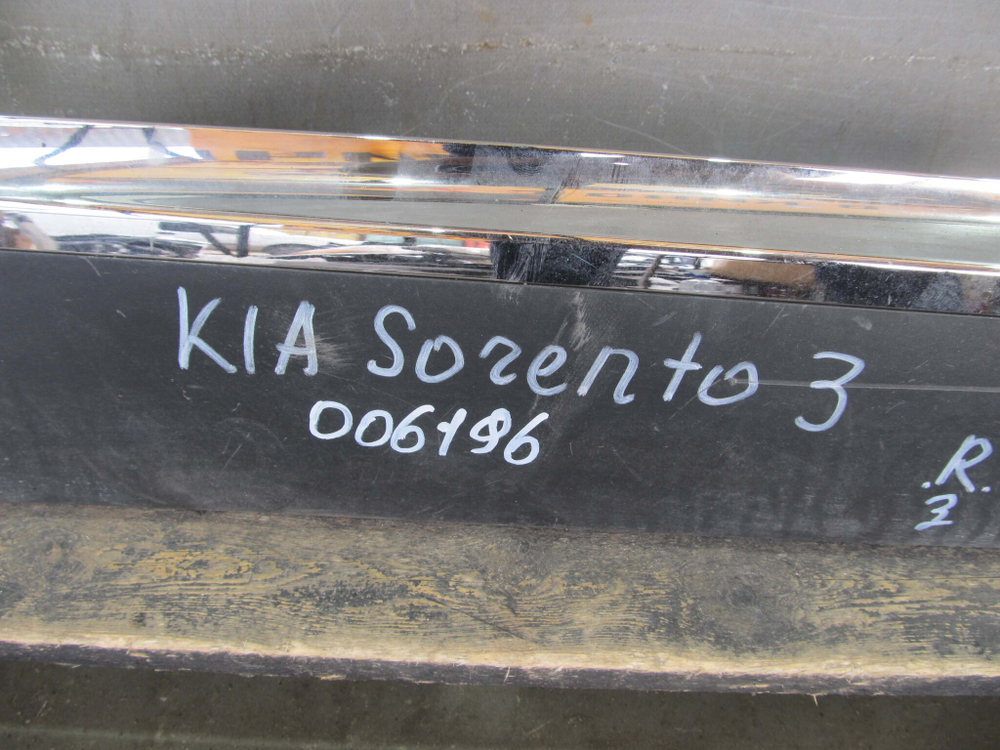 KIA Sorento 3
006196
.R.
3